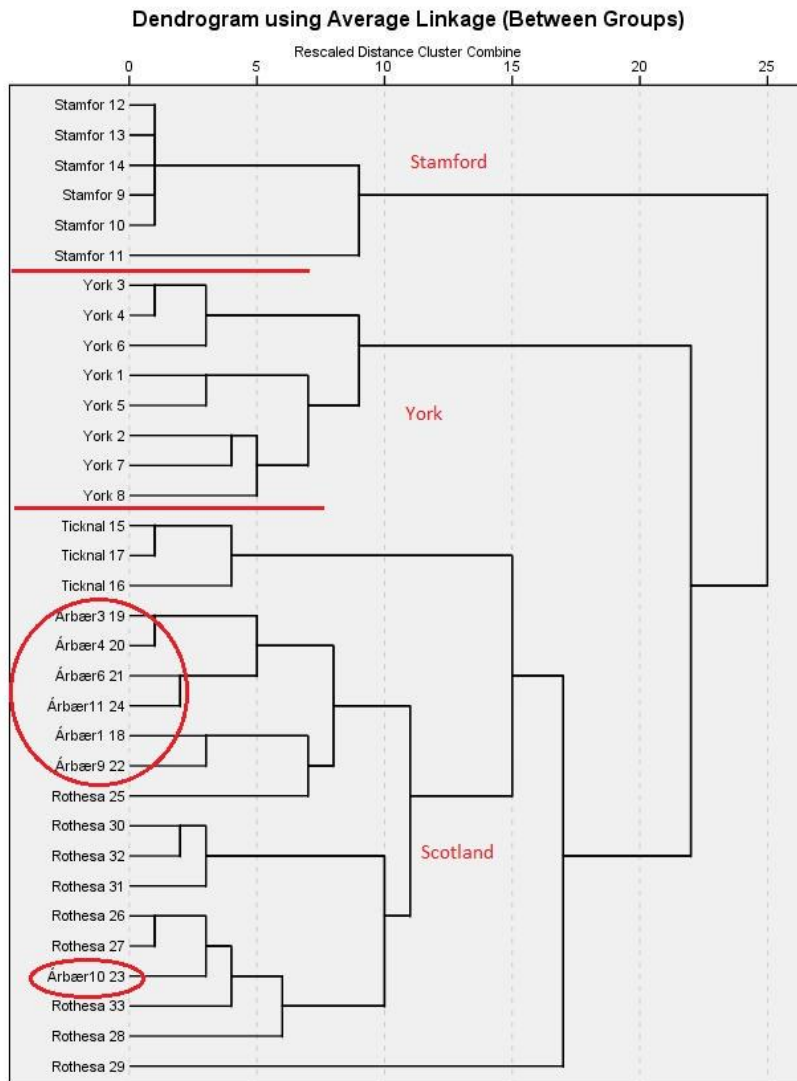 Dendrogram using Average Linkage (Between Groups)
Rescaled Distance Cluster Combine
0 5 10 15 20 25
Stamfor 12
Stamfor 13
Stamfor 14
Stamford
Stamfor 9
Stamfor 10
Stamfor 11
York 3
York 4
York 6
York 1
York 5
York
York 2
York 7
York 8
Ticknal 15
Ticknal 17
Ticknal 16
Árbær3 19
Árbær4 20
Árbær6 21
Árbær11 24
Árbær1 18
Árbær9 22
Rothesa 25
Rothesa 30
Scotland
Rothesa 32
Rothesa 31
Rothesa 26
Rothesa 27
Árbær10 23
Rothesa 33
Rothesa 28
Rothesa 29